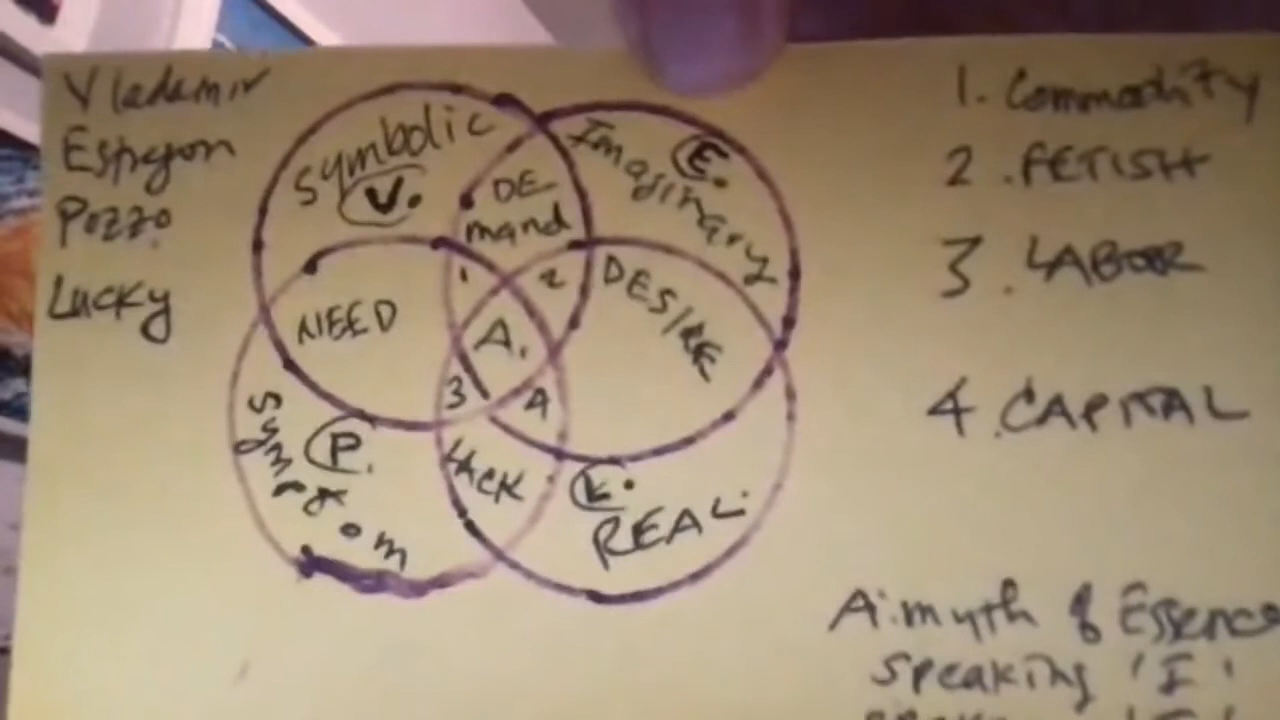 Vlademir
Estragon
Pozzo
Lucky
Symbolic
V.
Imaginary
E.
DE
mand
1
2
NEED
DESIRE
A.
3
4
Symptom
P.
LACK
L.
REAL
1. Commodity
2. FETISH
3. LABOR
4. CAPITAL
A: myth of Essence
speaking 'I'